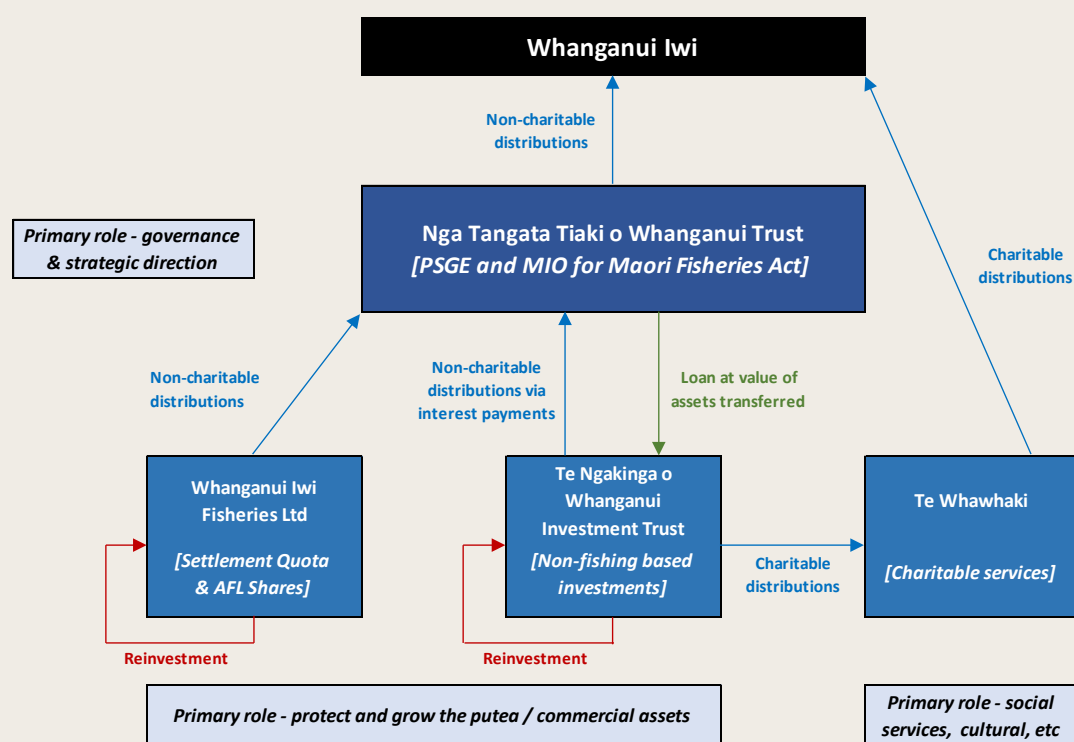 Whanganui Iwi
Non-charitable
distributions
Nga Tangata Tiaki o Whanganui Trust
[PSGE and MIO for Maori Fisheries Act]
Primary role - governance
& strategic direction
Charitable
distributions
Non-charitable
distributions
Non-charitable
distributions via
interest payments
Loan at value of
assets transferred
Whanganui Iwi
Fisheries Ltd
[Settlement Quota
& AFL Shares]
Te Ngakinga o
Whanganui
Investment Trust
[Non-fishing based
investments]
Te Whawhaki
[Charitable services]
Charitable
distributions
Reinvestment
Reinvestment
Primary role - protect and grow the putea / commercial assets
Primary role - social
services, cultural, etc